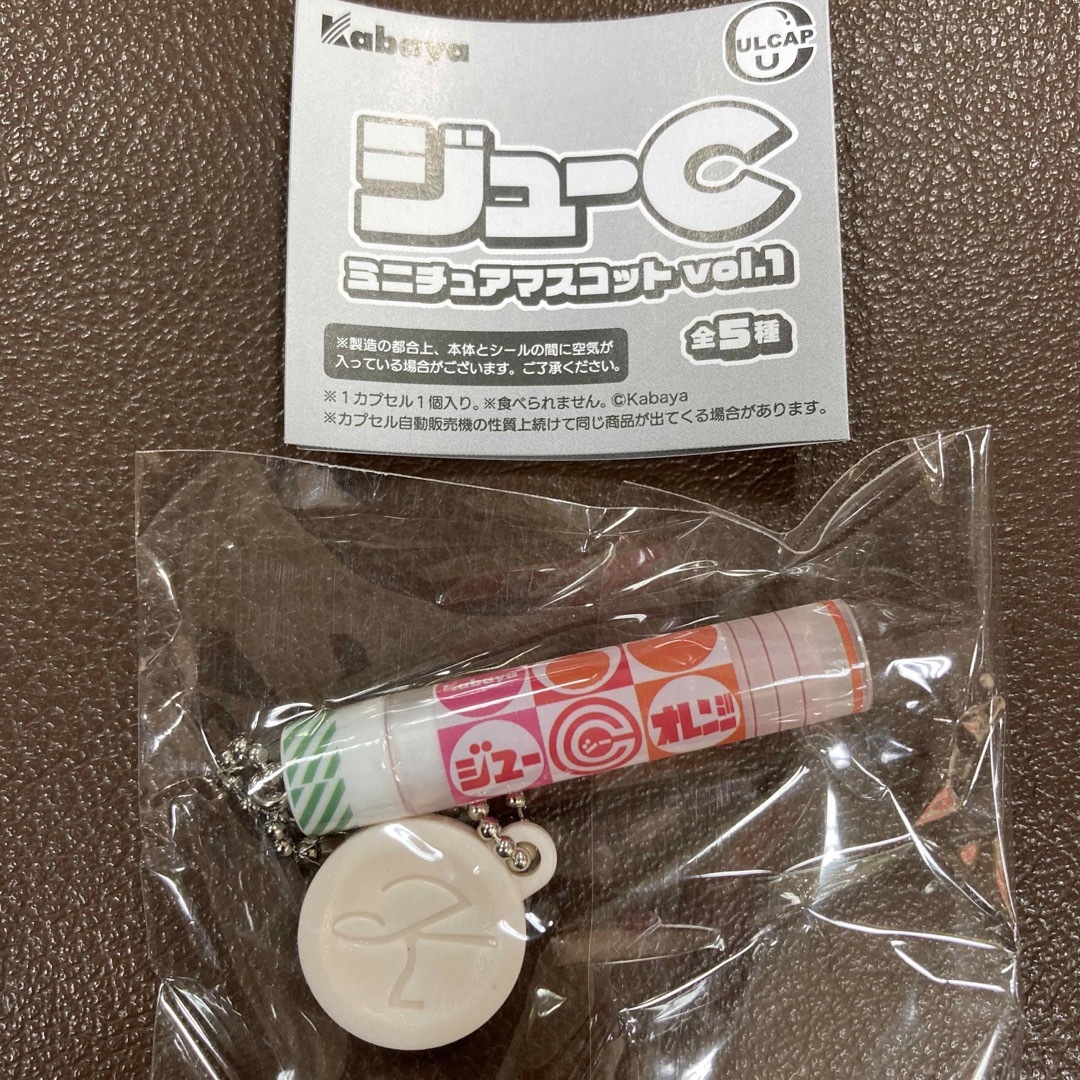 Kabaya
ULCAP
U
ジューC
ミニチュアマスコット vol.1
全5種
※製造の都合上、本体とシールの間に空気が
入っている場合がございます。ご了承ください。
※1カプセル1個入り。※食べられません。©Kabaya
※カプセル自動販売機の性質上続けて同じ商品が出てくる場合があります。
Kabaya
ジュー C シー オレンジ